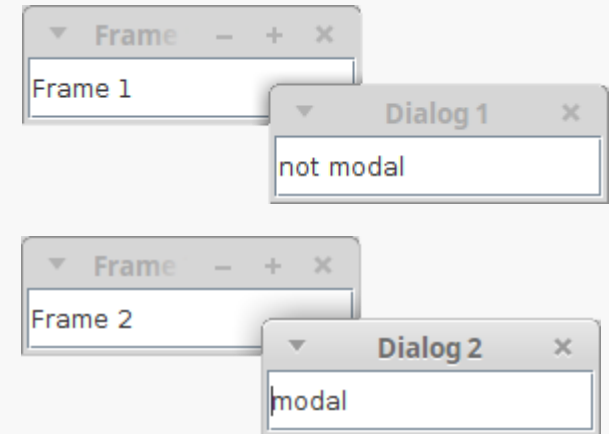 Frame
Frame 1
Dialog 1
not modal
Frame
Frame 2
Dialog 2
modal